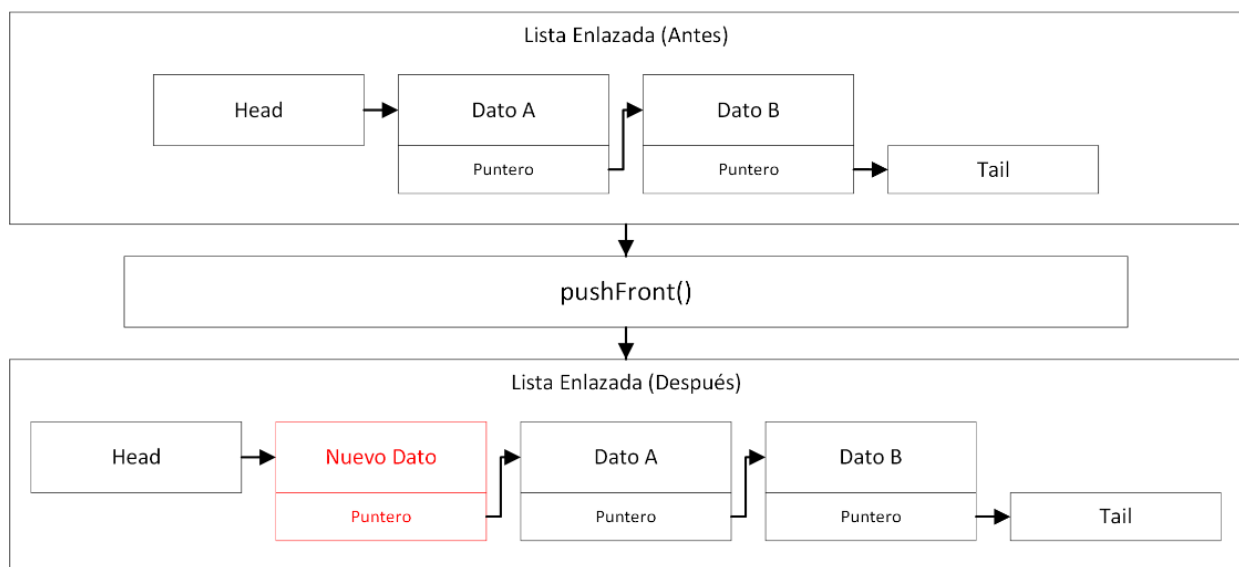 Lista Enlazada (Antes)
Head
Dato A
Dato B
Puntero
Puntero
Tail
pushFront()
Lista Enlazada (Después)
Head
Nuevo Dato
Dato A
Dato B
Puntero
Puntero
Puntero
Tail